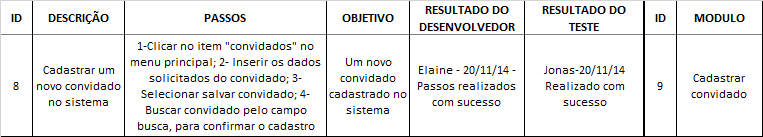 ID DESCRIÇÃO PASSOS OBJETIVO RESULTADO DO DESENVOLVEDOR RESULTADO DO TESTE ID MODULO
8
Cadastrar um
novo convidado
no sistema
1-Clicar no item "convidados" no
menu principal; 2- Inserir os dados
solicitados do convidado; 3-
Selecionar salvar convidado; 4-
Buscar convidado pelo campo
busca, para confirmar o cadastro
Um novo
convidado
cadastrado no
sistema
Elaine - 20/11/14 -
Passos realizados
com sucesso
Jonas-20/11/14
Realizado com
sucesso
9
Cadastrar
convidado